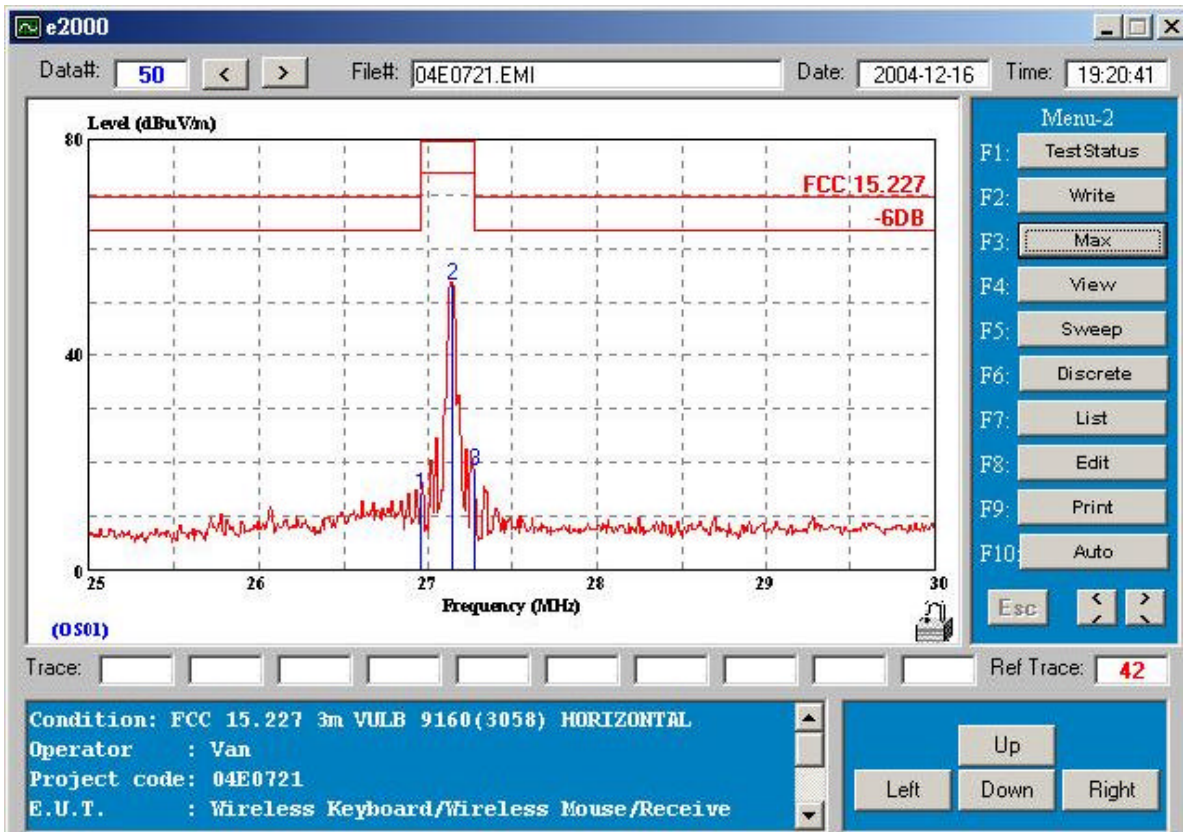 e2000
Data#: 50 < > File#: 04E0721.EMI Date: 2004-12-16 Time: 19:20:41
Level (dBuV/m)
80
FCC 15.227
-6DB
2
40
1
3
0
25 26 27 28 29 30
Frequency (MHz)
(OS01)
Menu-2
F1: TestStatus
F2: Write
F3: Max
F4: View
F5: Sweep
F6: Discrete
F7: List
F8: Edit
F9: Print
F10: Auto
Esc
Trace: Ref Trace: 42
Condition: FCC 15.227 3m VULB 9160(3058) HORIZONTAL
Operator : Van
Project code: 04E0721
E.U.T. : Wireless Keyboard/Wireless Mouse/Receive
Up
Left Down Right